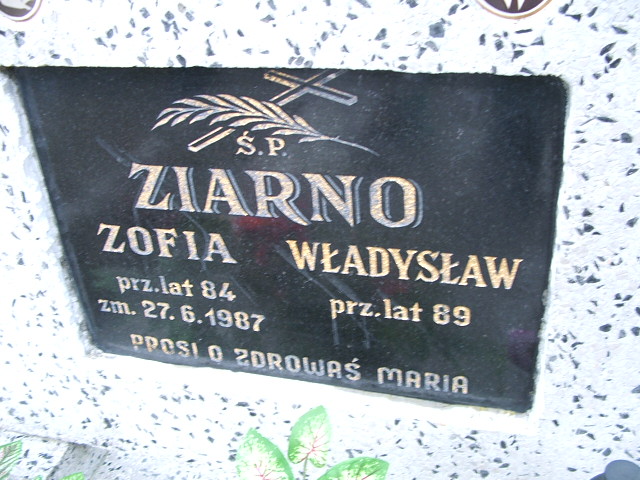 Ś.P.
ZIARNO
ZOFIA WŁADYSŁAW
prz.lat 84 prz.lat 89
zm. 27.6.1987
PROSI O ZDROWAŚ MARIA